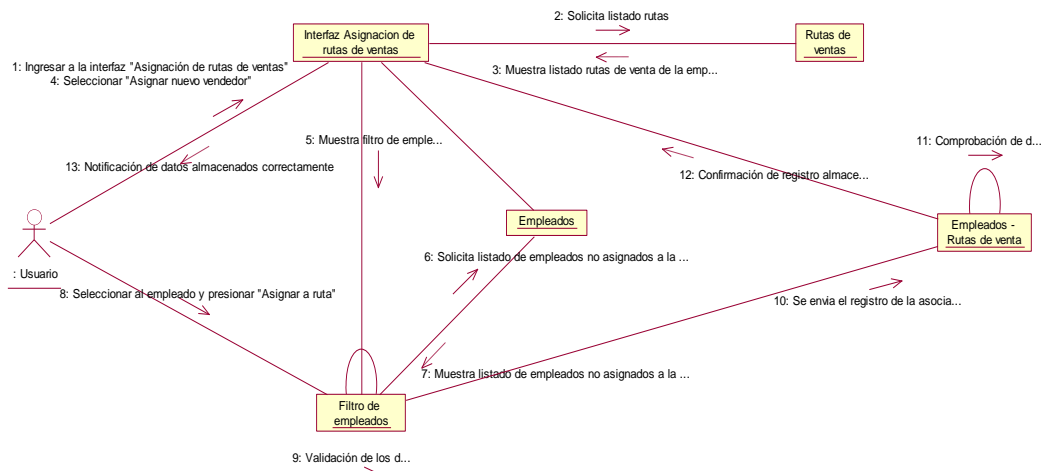 2: Solicita listado rutas
Interfaz Asignacion de
rutas de ventas
Rutas de
ventas
1: Ingresar a la interfaz "Asignación de rutas de ventas"
4: Seleccionar "Asignar nuevo vendedor"
3: Muestra listado rutas de venta de la emp...
5: Muestra filtro de emple...
11: Comprobación de d...
13: Notificación de datos almacenados correctamente
12: Confirmación de registro almace...
Empleados
Empleados -
Rutas de venta
6: Solicita listado de empleados no asignados a la ...
: Usuario
8: Seleccionar al empleado y presionar "Asignar a ruta"
10: Se envia el registro de la asocia...
7: Muestra listado de empleados no asignados a la ...
Filtro de
empleados
9: Validación de los d...